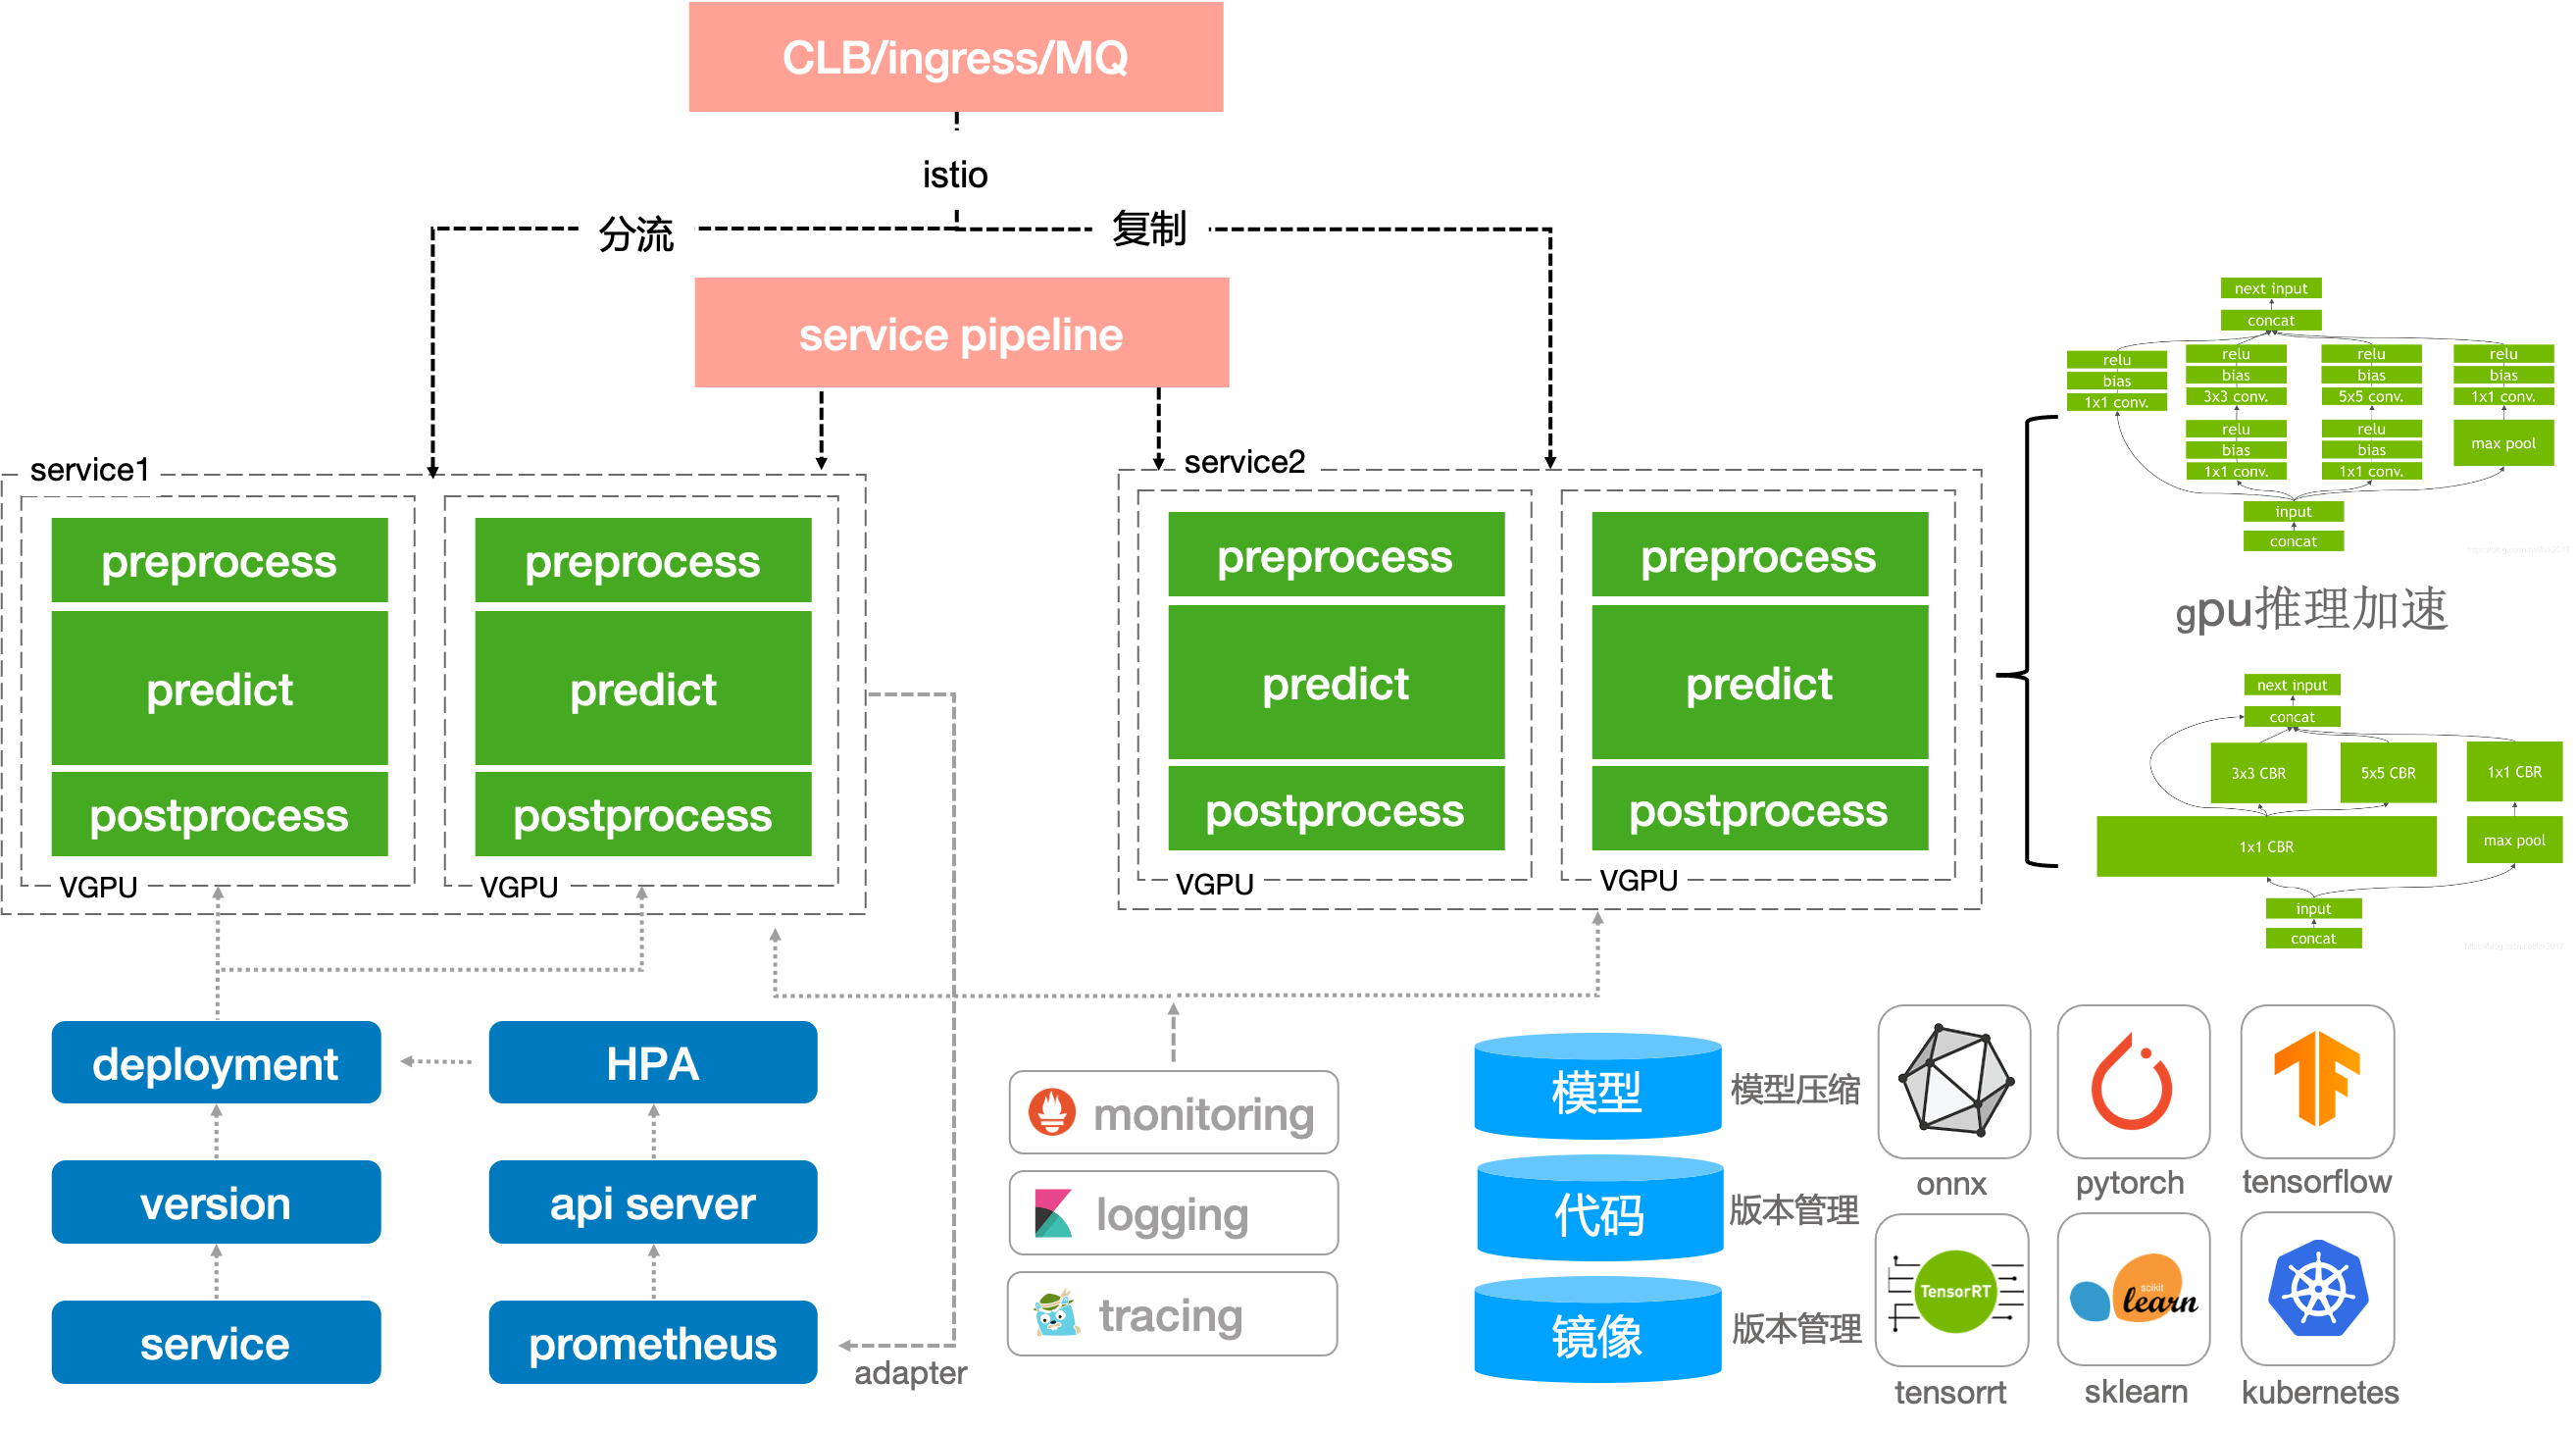 CLB/ingress/MQ
istio
分流
复制
service pipeline
service1
preprocess
predict
postprocess
VGPU
preprocess
predict
postprocess
VGPU
service2
preprocess
predict
postprocess
VGPU
preprocess
predict
postprocess
VGPU
next input
concat
relu
bias
1x1 conv.
relu
bias
3x3 conv.
relu
bias
1x1 conv.
relu
bias
5x5 conv.
relu
bias
1x1 conv.
relu
bias
1x1 conv.
max pool
input
concat
gpu推理加速
next input
concat
3x3 CBR
5x5 CBR
1x1 CBR
1x1 CBR
max pool
input
concat
deployment
version
service
HPA
api server
prometheus
adapter
monitoring
logging
tracing
模型
模型压缩
代码
版本管理
镜像
版本管理
onnx
pytorch
tensorflow
TensorRT
tensorrt
scikit
learn
sklearn
kubernetes